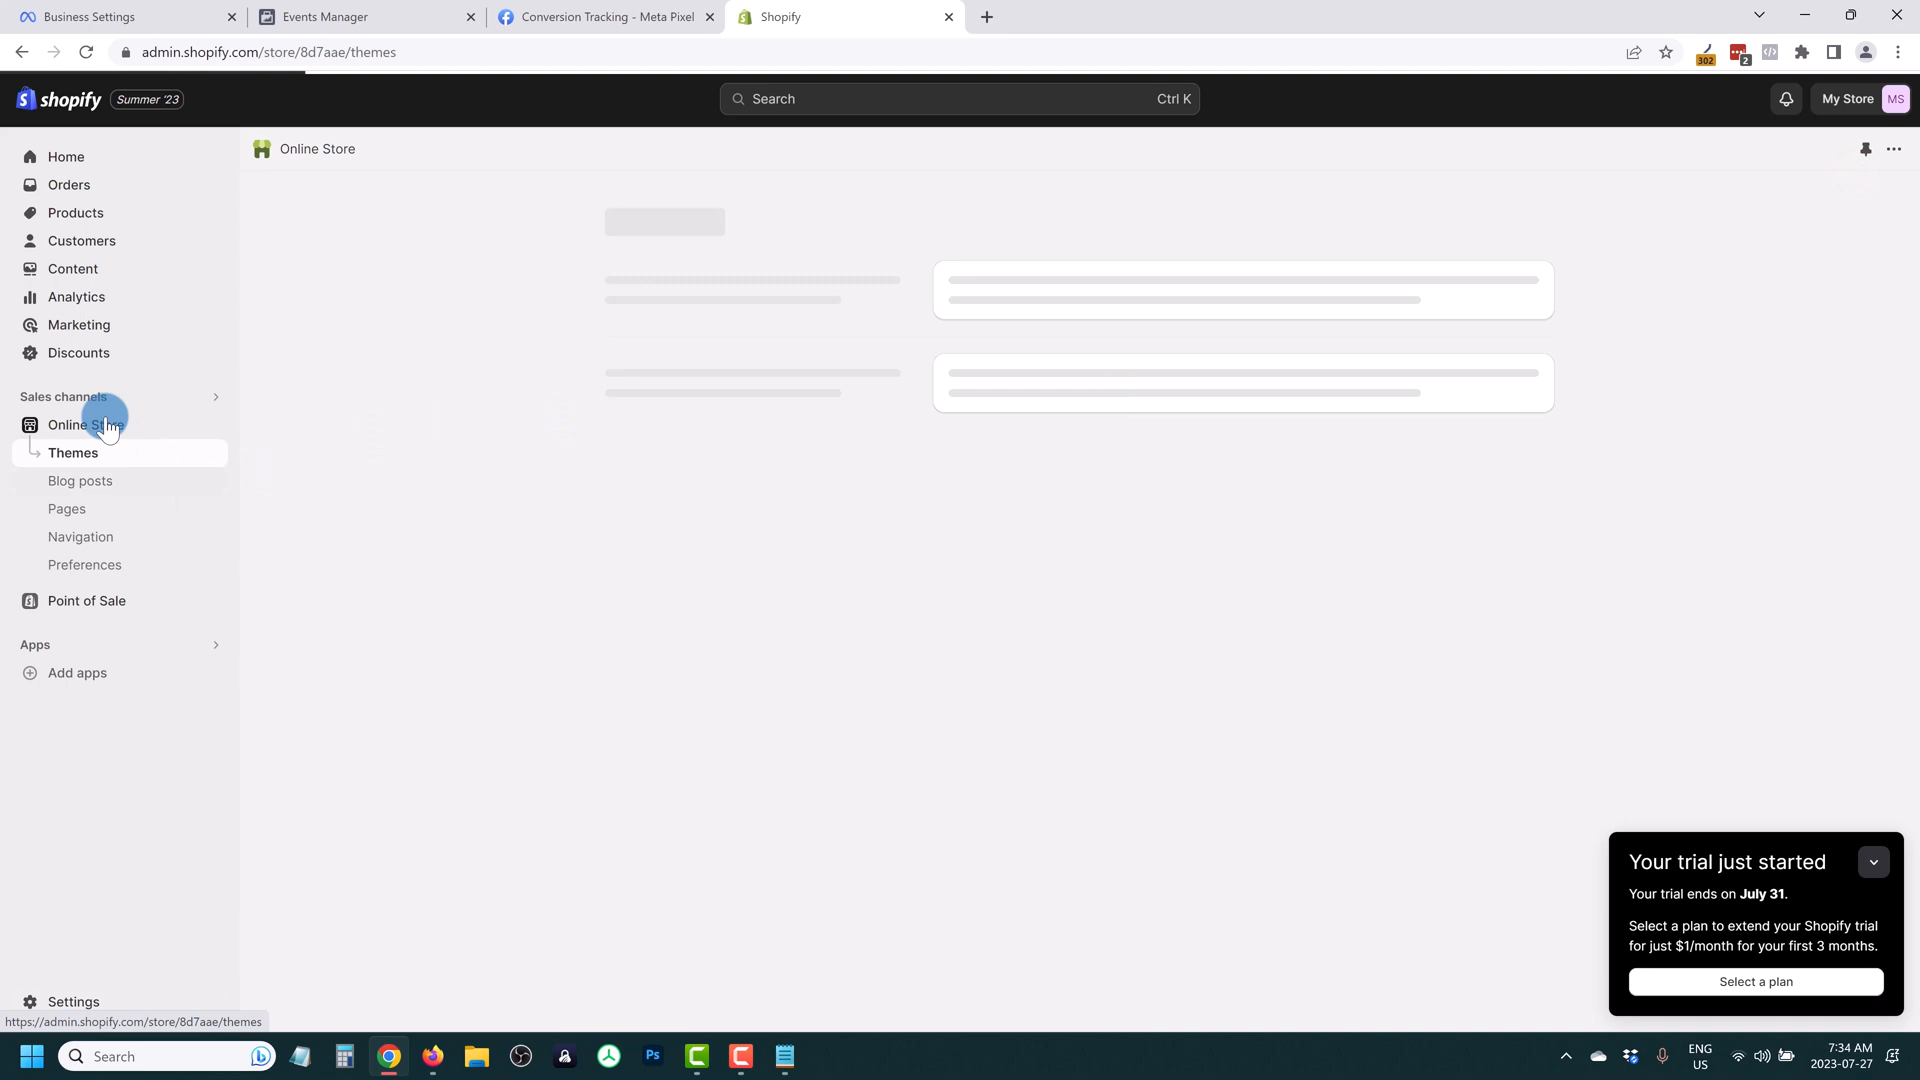 Business Settings
Events Manager
Conversion Tracking - Meta Pixel
Shopify
admin.shopify.com/store/8d7aae/themes
302
2
shopify
Summer '23
Search
Ctrl K
My Store
MS
Home
Orders
Products
Customers
Content
Analytics
Marketing
Discounts
Sales channels
Online Store
Themes
Blog posts
Pages
Navigation
Preferences
Point of Sale
Apps
Add apps
Settings
Online Store
Your trial just started
Your trial ends on July 31.
Select a plan to extend your Shopify trial
for just $1/month for your first 3 months.
Select a plan
https://admin.shopify.com/store/8d7aae/themes
Search
Ps
ENG
US
7:34 AM
2023-07-27